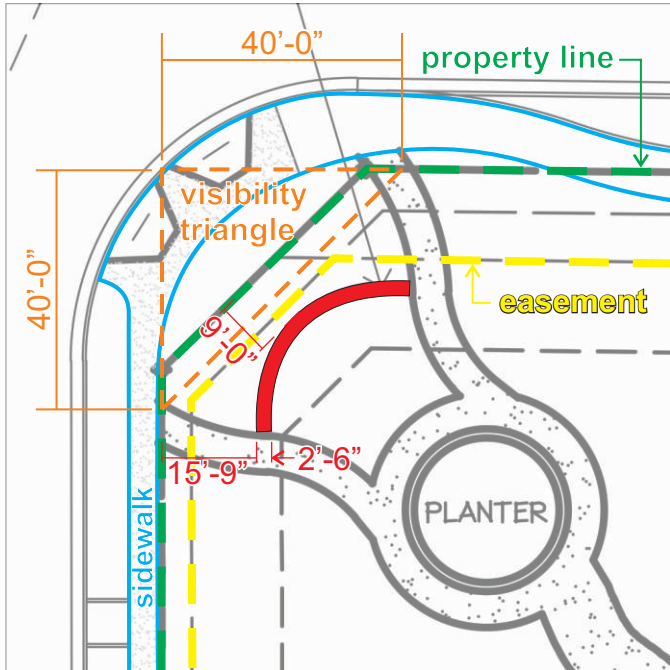 40’-0”
property line
visibility
triangle
40’-0”
easement
9’-0”
15’-9”
2’-6”
sidewalk
PLANTER